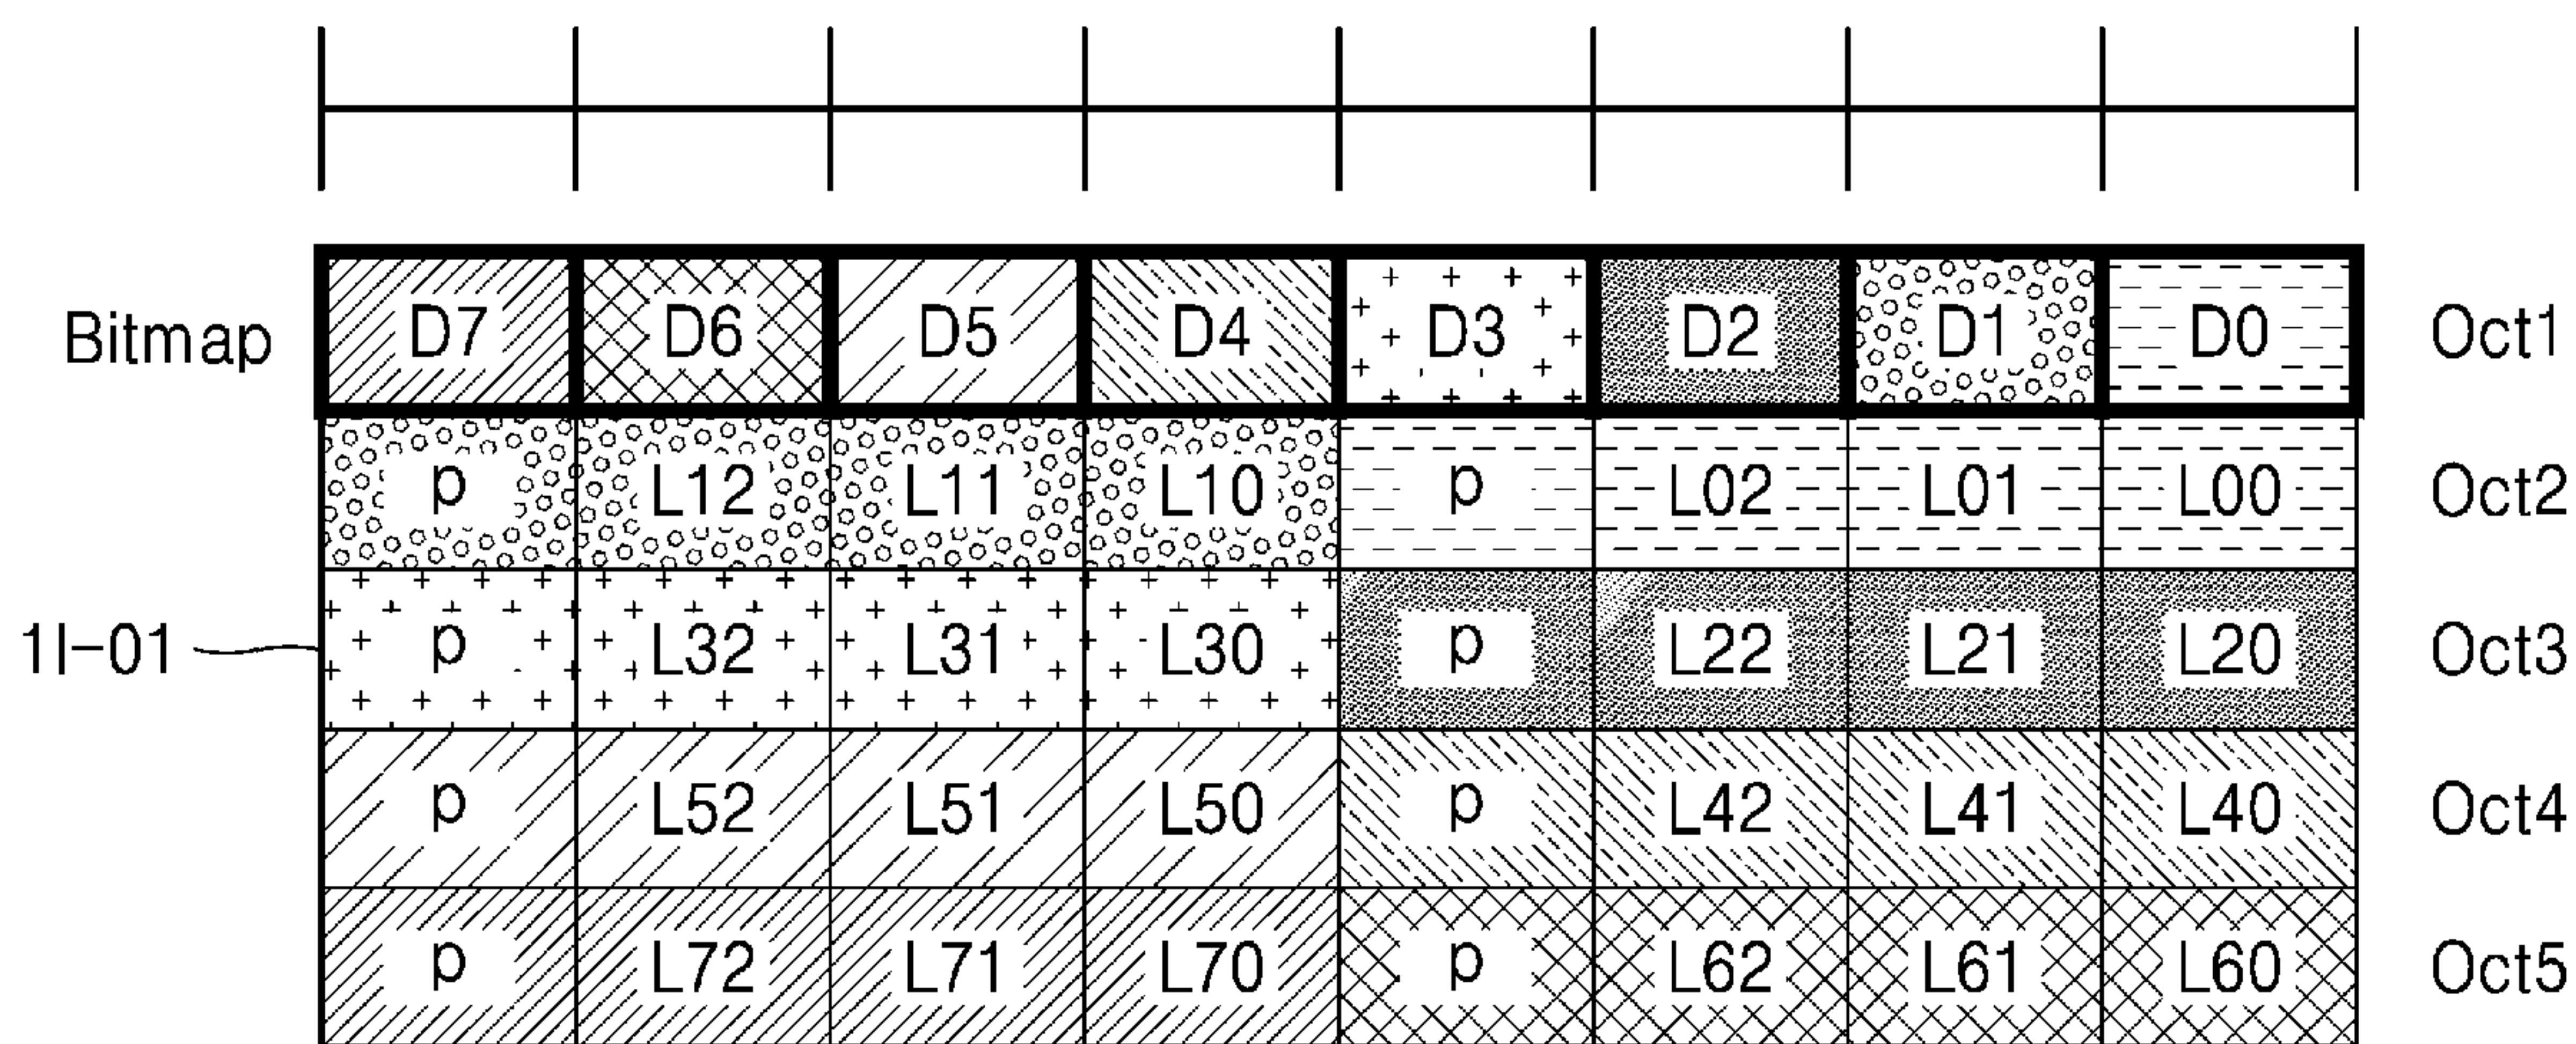 Bitmap D7 D6 D5 D4 D3 D2 D1 D0 Oct1
p L12 L11 L10 p L02 L01 L00 Oct2
1I-01 p L32 L31 L30 p L22 L21 L20 Oct3
p L52 L51 L50 p L42 L41 L40 Oct4
p L72 L71 L70 p L62 L61 L60 Oct5